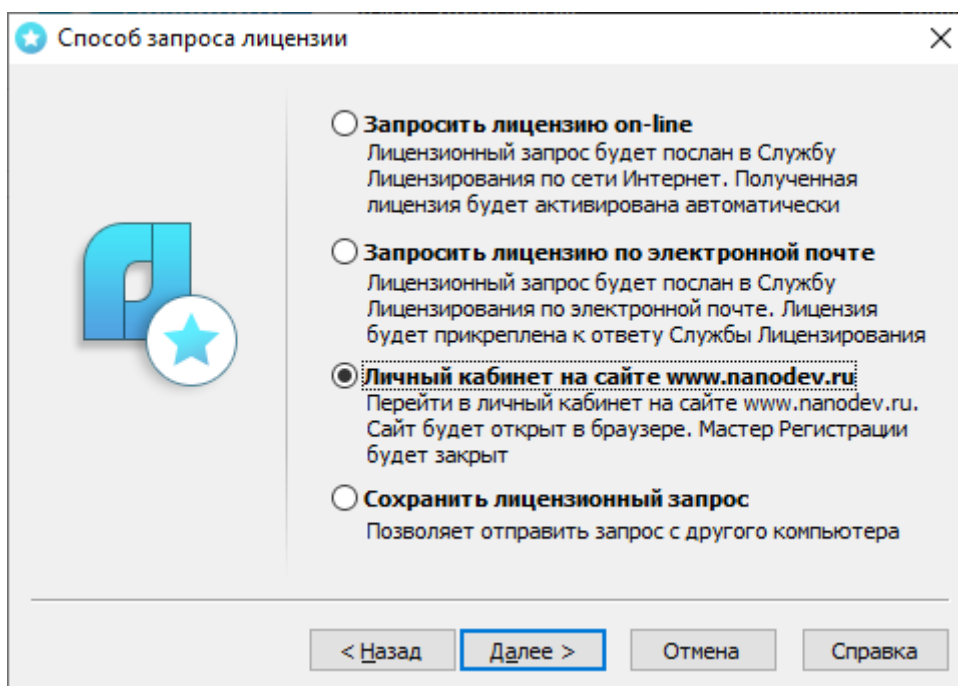 Способ запроса лицензии
Запросить лицензию on-line
Лицензионный запрос будет послан в Службу
Лицензирования по сети Интернет. Полученная
лицензия будет активирована автоматически
Запросить лицензию по электронной почте
Лицензионный запрос будет послан в Службу
Лицензирования по электронной почте. Лицензия
будет прикреплена к ответу Службы Лицензирования
Личный кабинет на сайте www.nanodev.ru
Перейти в личный кабинет на сайте www.nanodev.ru.
Сайт будет открыт в браузере. Мастер Регистрации
будет закрыт
Сохранить лицензионный запрос
Позволяет отправить запрос с другого компьютера
< Назад Далее > Отмена Справка